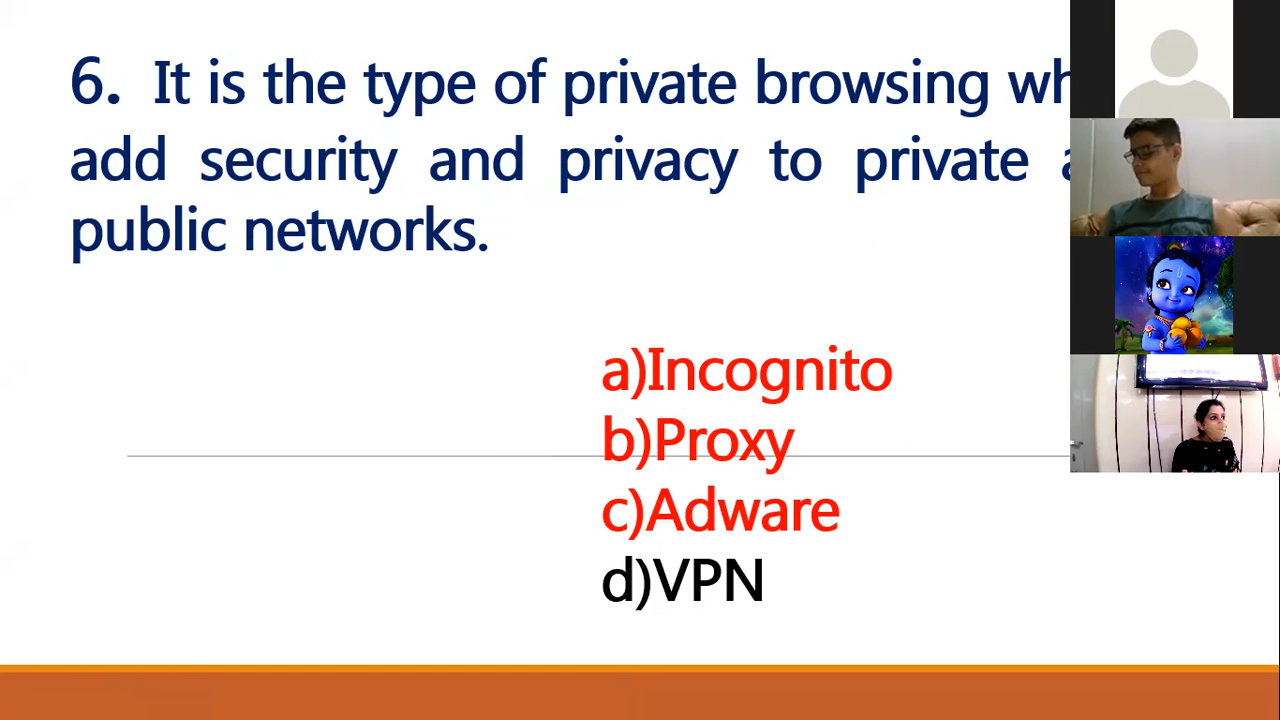 6. It is the type of private browsing
add security and privacy to private
public networks.
a)Incognito
b)Proxy
c)Adware
d)VPN